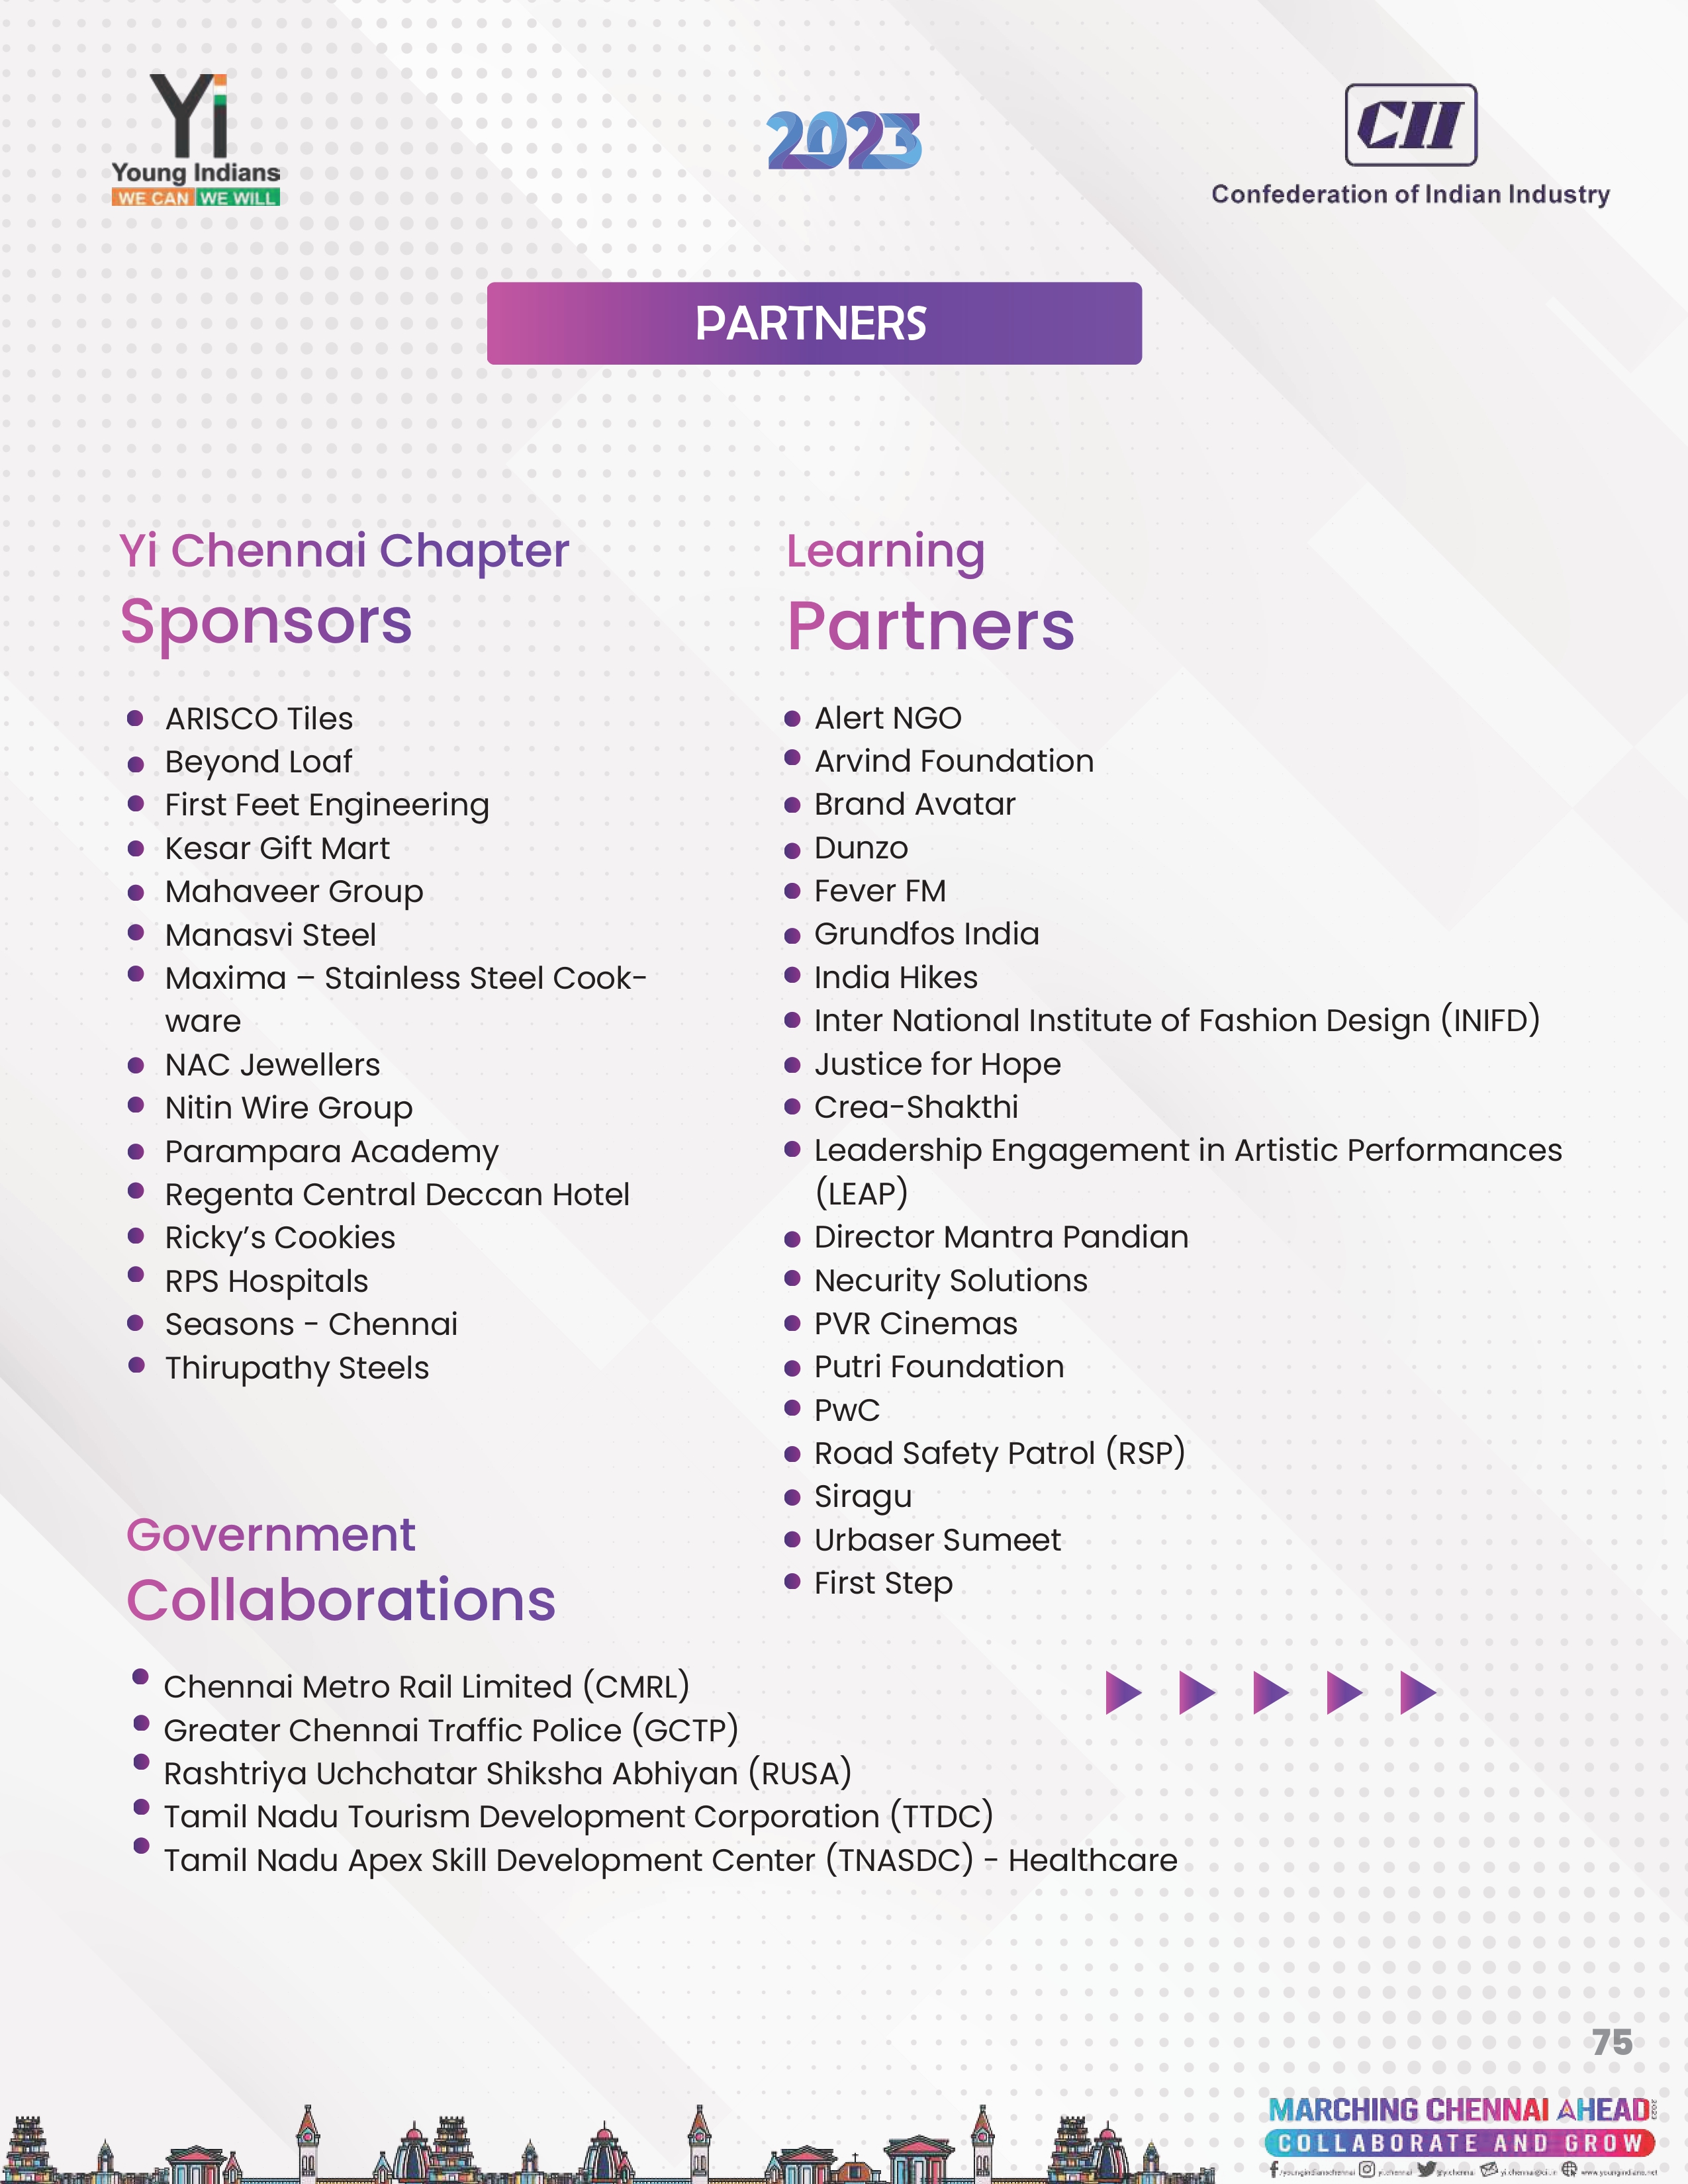 Yi
Young Indians
WE CAN WE WILL
2023
CII
Confederation of Indian Industry
PARTNERS
Yi Chennai Chapter
Sponsors
ARISCO Tiles
Beyond Loaf
First Feet Engineering
Kesar Gift Mart
Mahaveer Group
Manasvi Steel
Maxima – Stainless Steel Cook-
ware
NAC Jewellers
Nitin Wire Group
Parampara Academy
Regenta Central Deccan Hotel
Ricky’s Cookies
RPS Hospitals
Seasons - Chennai
Thirupathy Steels
Learning
Partners
Alert NGO
Arvind Foundation
Brand Avatar
Dunzo
Fever FM
Grundfos India
India Hikes
Inter National Institute of Fashion Design (INIFD)
Justice for Hope
Crea-Shakthi
Leadership Engagement in Artistic Performances
(LEAP)
Director Mantra Pandian
Necurity Solutions
PVR Cinemas
Putri Foundation
PwC
Road Safety Patrol (RSP)
Siragu
Urbaser Sumeet
First Step
Government
Collaborations
Chennai Metro Rail Limited (CMRL)
Greater Chennai Traffic Police (GCTP)
Rashtriya Uchchatar Shiksha Abhiyan (RUSA)
Tamil Nadu Tourism Development Corporation (TTDC)
Tamil Nadu Apex Skill Development Center (TNASDC) - Healthcare
75
MARCHING CHENNAI AHEAD 2023
COLLABORATE AND GROW